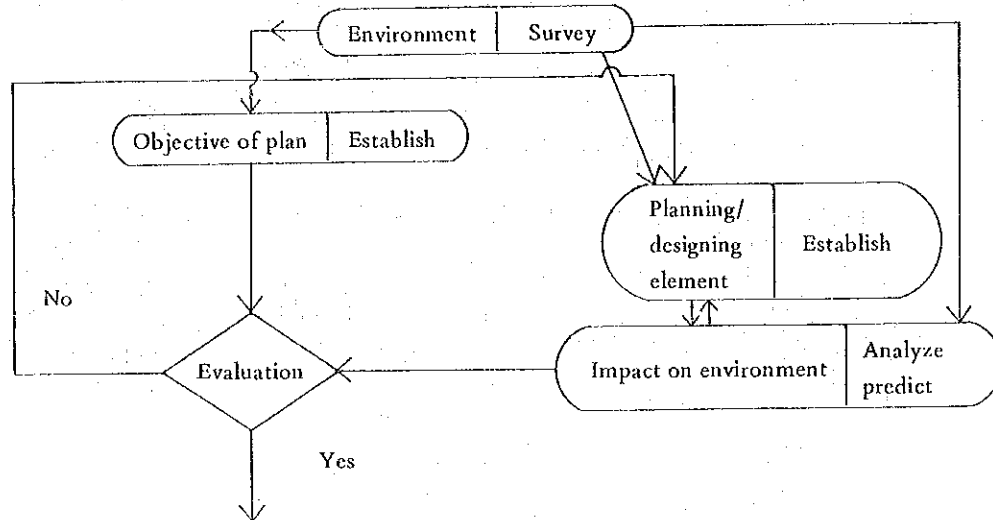 Environment Survey
Objective of plan Establish
Planning/
designing Establish
element
No
Impact on environment Analyze
predict
Evaluation
Yes